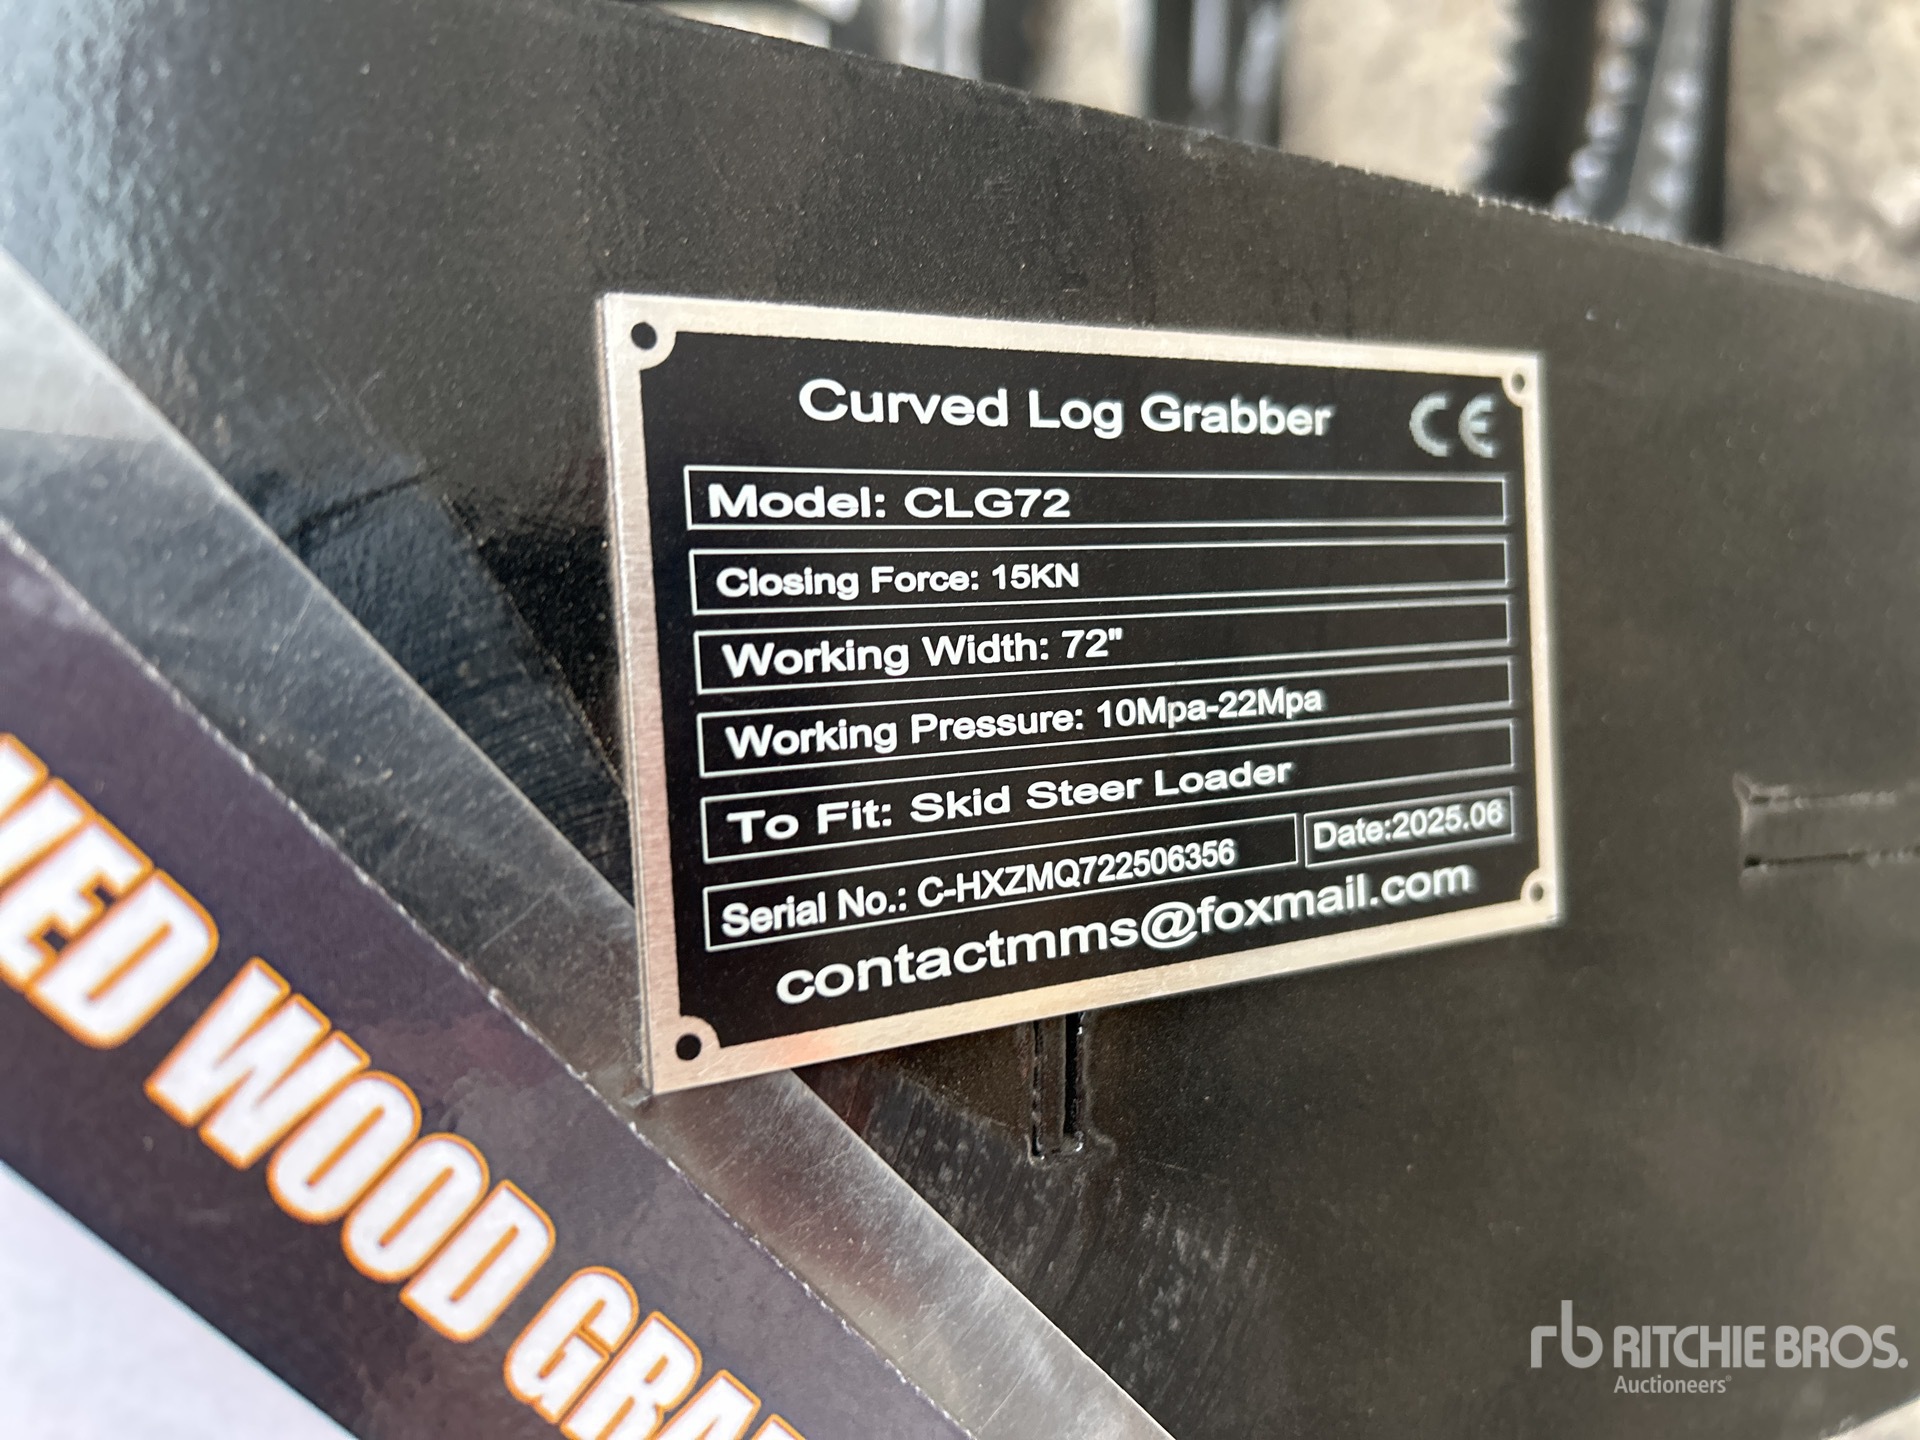 Curved Log Grabber CE
Model: CLG72
Closing Force: 15KN
Working Width: 72"
Working Pressure: 10Mpa-22Mpa
To Fit: Skid Steer Loader
Serial No.: C-HXZMQ722506356 Date:2025.06
contactmms@foxmail.com
WOOD
rb RITCHIE BROS.
Auctioneers